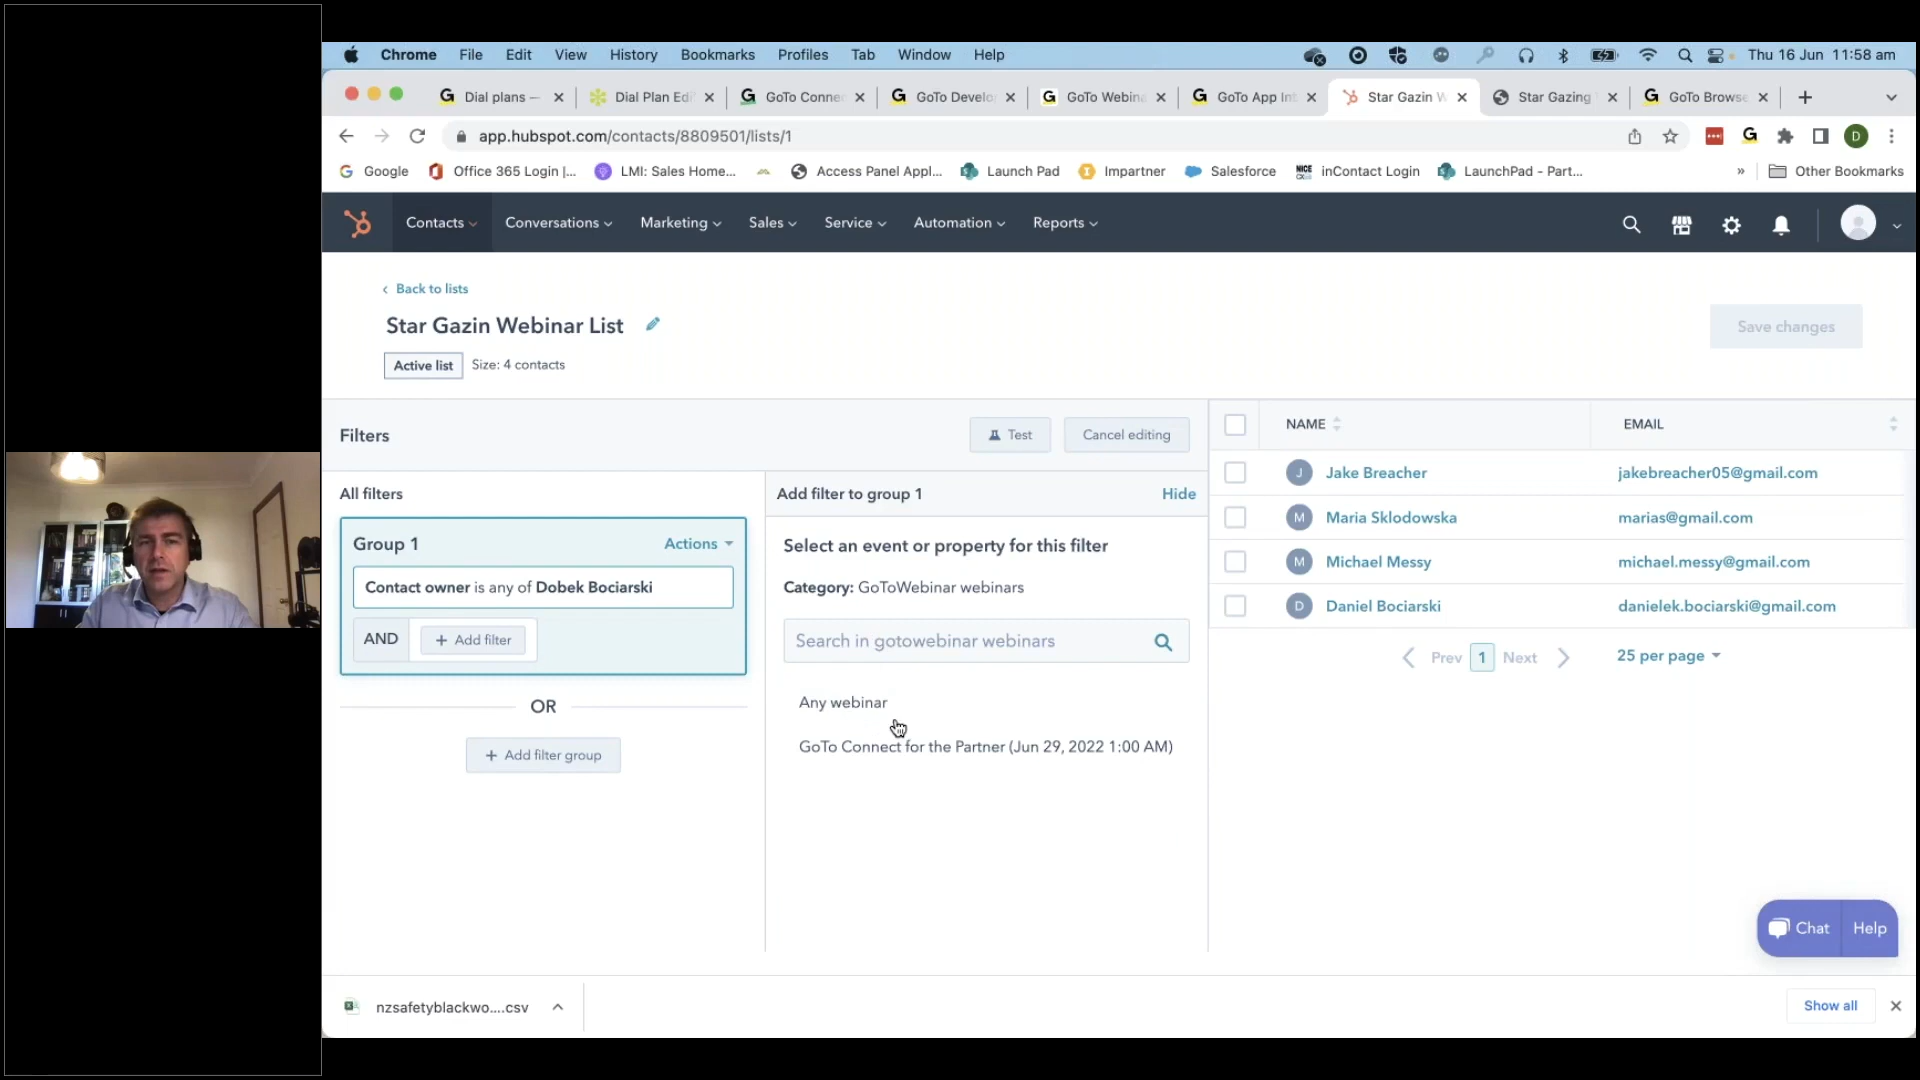 Chrome File Edit View History Bookmarks Profiles Tab Window Help Thu 16 Jun 11:58 am
Dial plans — Dial Plan Edi GoTo Connec GoTo Develo GoTo Webina GoTo App Int Star Gazin W Star Gazing GoTo Browse
app.hubspot.com/contacts/8809501/lists/1
D
Google Office 365 Login |... LMI: Sales Home... Access Panel Appl... Launch Pad Impartner Salesforce NICE inContact Login LaunchPad - Part... » Other Bookmarks
Contacts Conversations Marketing Sales Service Automation Reports
Back to lists
Star Gazin Webinar List
Save changes
Active list Size: 4 contacts
Filters Test Cancel editing
NAME EMAIL
All filters
Add filter to group 1 Hide
Group 1 Actions
Contact owner is any of Dobek Bociarski
AND + Add filter
OR
+ Add filter group
Select an event or property for this filter
Category: GoToWebinar webinars
Search in gotowebinar webinars
Any webinar
GoTo Connect for the Partner (Jun 29, 2022 1:00 AM)
J Jake Breacher jakebreacher05@gmail.com
M Maria Sklodowska marias@gmail.com
M Michael Messy michael.messy@gmail.com
D Daniel Bociarski danielek.bociarski@gmail.com
Prev 1 Next 25 per page
Chat Help
nzsafetyblackwo....csv
Show all